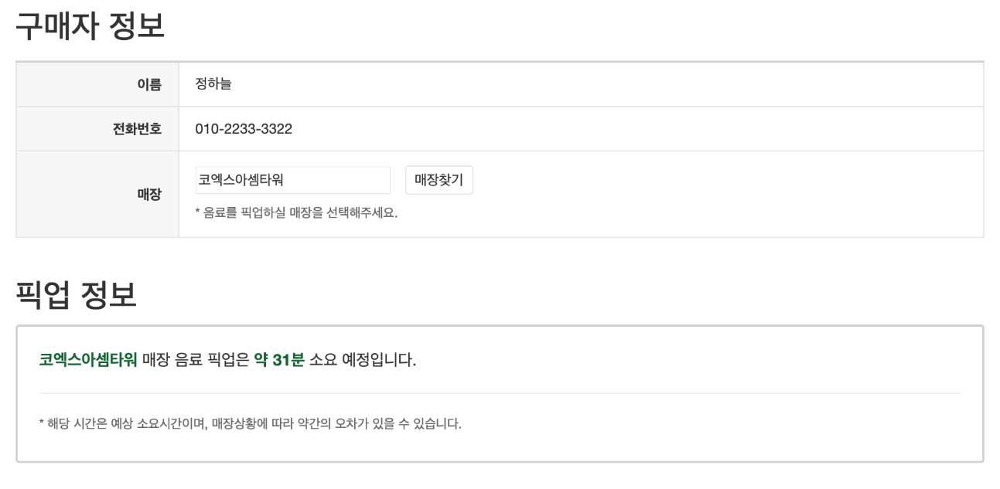 구매자 정보
이름 정하늘
전화번호 010-2233-3322
매장 코엑스아셈타워 매장찾기
* 음료를 픽업하실 매장을 선택해주세요.
픽업 정보
코엑스아셈타워 매장 음료 픽업은 약 31분 소요 예정입니다.
* 해당 시간은 예상 소요시간이며, 매장상황에 따라 약간의 오차가 있을 수 있습니다.